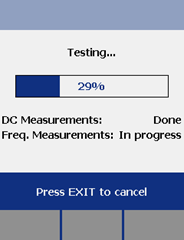 Testing...
29%
DC Measurements: Done
Freq. Measurements: In progress
Press EXIT to cancel